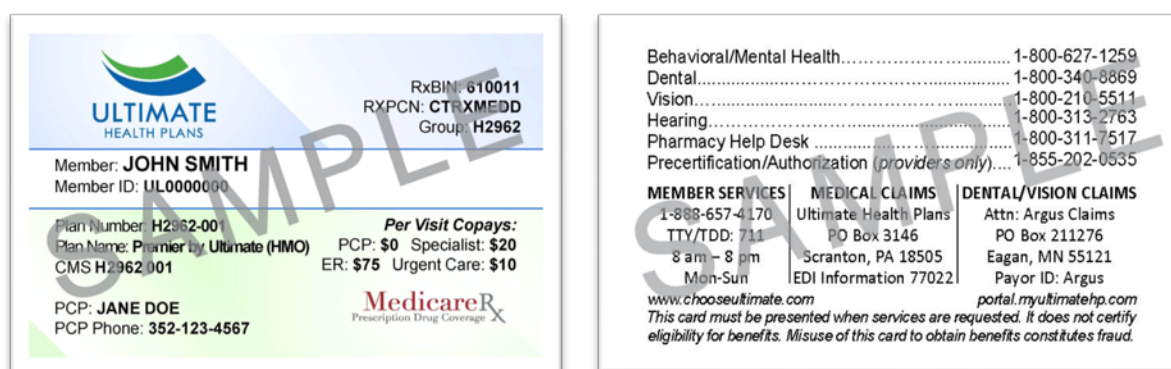 ULTIMATE
HEALTH PLANS
RxBIN: 610011
RXPCN: CTRXMEDD
Group: H2962
Member: JOHN SMITH
Member ID: UL0000000
Plan Number: H2962-001
Plan Name: Premier by Ultimate (HMO)
CMS H2962 001
Per Visit Copays:
PCP: $0 Specialist: $20
ER: $75 Urgent Care: $10
PCP: JANE DOE
PCP Phone: 352-123-4567
MedicareRx
Prescription Drug Coverage
SAMPLE
Behavioral/Mental Health........................ 1-800-627-1259
Dental........................ 1-800-340-8869
Vision........................ 1-800-210-5511
Hearing........................ 1-800-313-2763
Pharmacy Help Desk ........................ 1-800-311-7517
Precertification/Authorization (providers only).... 1-855-202-0535
MEMBER SERVICES
1-888-657-4170
TTY/TDD: 711
8 am – 8 pm
Mon-Sun
MEDICAL CLAIMS
Ultimate Health Plans
PO Box 3146
Scranton, PA 18505
EDI Information 77022
DENTAL/VISION CLAIMS
Attn: Argus Claims
PO Box 211276
Eagan, MN 55121
Payor ID: Argus
www.chooseultimate.com portal.myultimatehp.com
This card must be presented when services are requested. It does not certify
eligibility for benefits. Misuse of this card to obtain benefits constitutes fraud.
SAMPLE